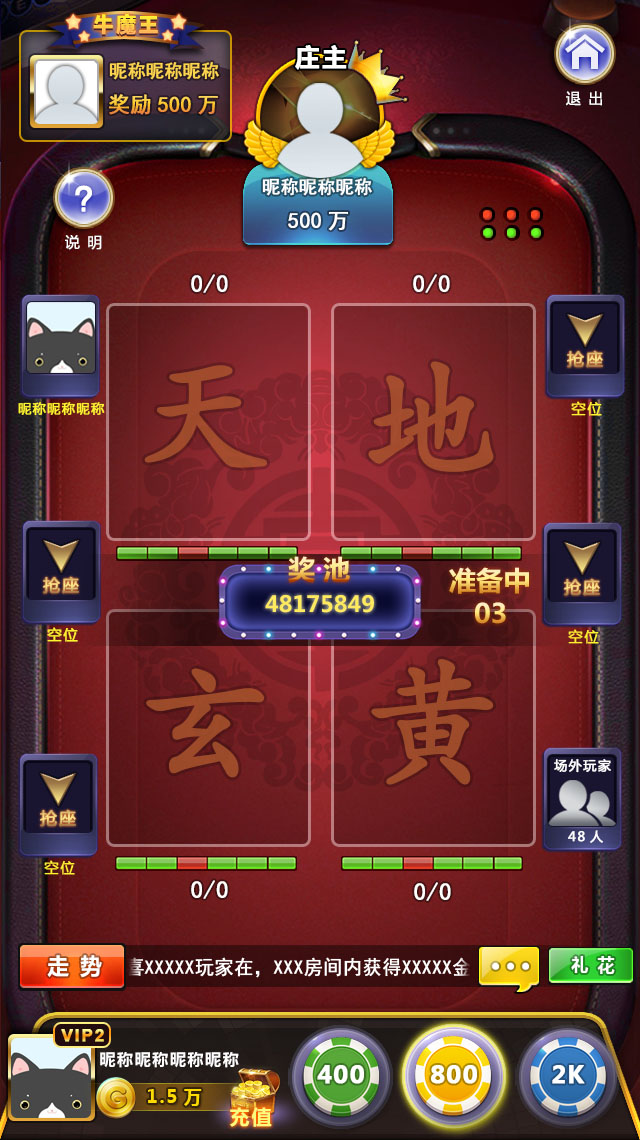 牛魔王
昵称昵称昵称
奖励 500 万
庄主
昵称昵称昵称
500 万
退 出
?
说 明
0/0
0/0
天
地
昵称昵称昵称
抢座
空位
抢座
空位
抢座
空位
奖 池
48175849
准备中
03
玄
黄
抢座
空位
场外玩家
48 人
0/0
0/0
走 势
喜XXXXX玩家在，XXX房间内获得XXXXX金
礼 花
VIP2
昵称昵称昵称昵称
G
1.5 万
充值
400
800
2K